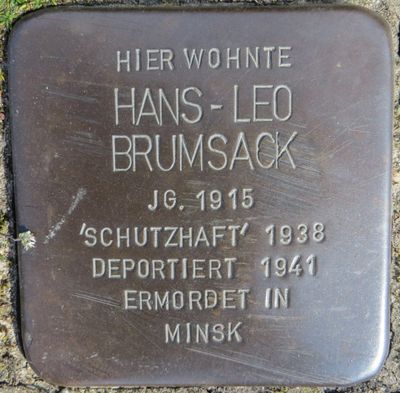 HIER WOHNTE
HANS-LEO
BRUMSACK
JG. 1915
'SCHUTZHAFT' 1938
DEPORTIERT 1941
ERMORDET IN
MINSK